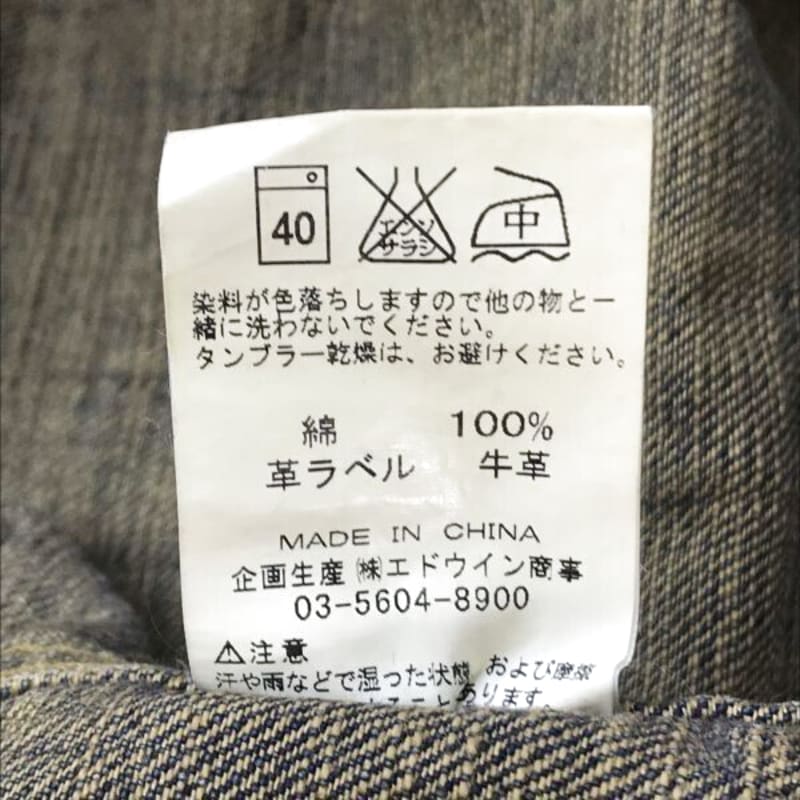 40
エンソ
サラシ
中
染料が色落ちしますので他の物と一
緒に洗わないでください。
タンブラー乾燥は、お避けください。
綿 100%
革ラベル 牛革
MADE IN CHINA
企画生産 ㈱エドウイン商事
03-5604-8900
⚠注意
汗や雨などで湿った状態 および摩擦
あります。